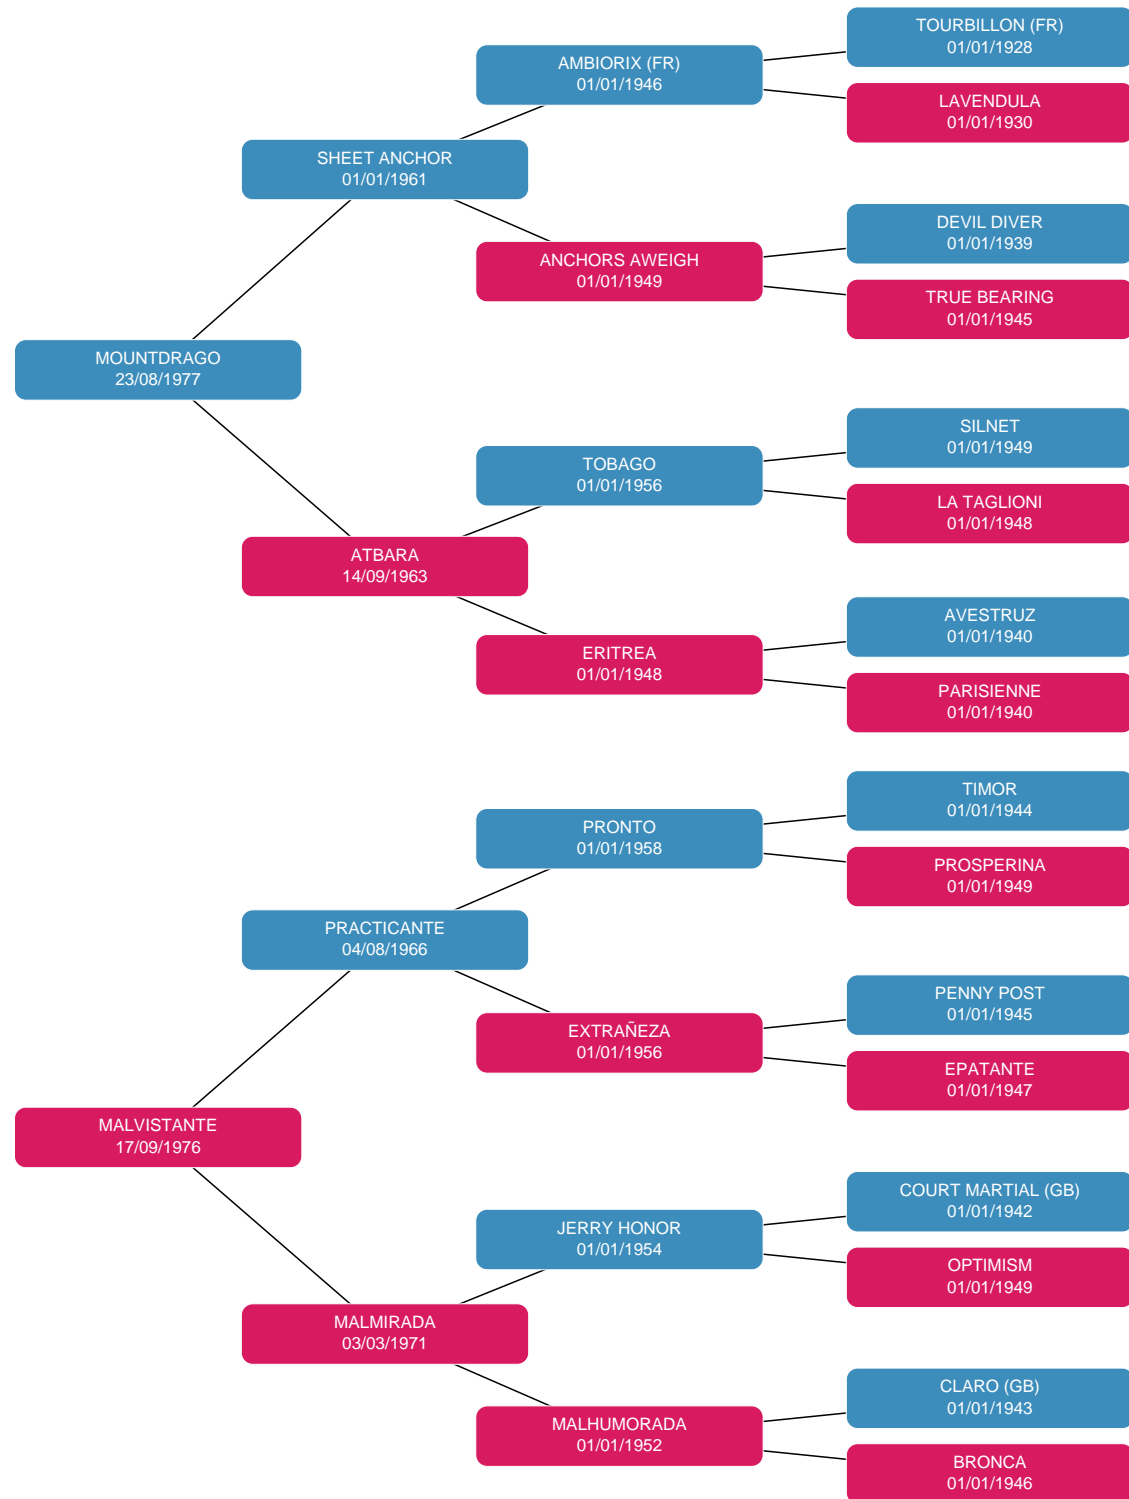 TOURBILLON (FR)
01/01/1928
AMBIORIX (FR)
01/01/1946
LAVENDULA
01/01/1930
SHEET ANCHOR
01/01/1961
DEVIL DIVER
01/01/1939
ANCHORS AWEIGH
01/01/1949
TRUE BEARING
01/01/1945
MOUNTDRAGO
23/08/1977
SILNET
01/01/1949
TOBAGO
01/01/1956
LA TAGLIONI
01/01/1948
ATBARA
14/09/1963
AVESTRUZ
01/01/1940
ERITREA
01/01/1948
PARISIENNE
01/01/1940
TIMOR
01/01/1944
PRONTO
01/01/1958
PROSPERINA
01/01/1949
PRACTICANTE
04/08/1966
PENNY POST
01/01/1945
EXTRAÑEZA
01/01/1956
EPATANTE
01/01/1947
MALVISTANTE
17/09/1976
COURT MARTIAL (GB)
01/01/1942
JERRY HONOR
01/01/1954
OPTIMISM
01/01/1949
MALMIRADA
03/03/1971
CLARO (GB)
01/01/1943
MALHUMORADA
01/01/1952
BRONCA
01/01/1946